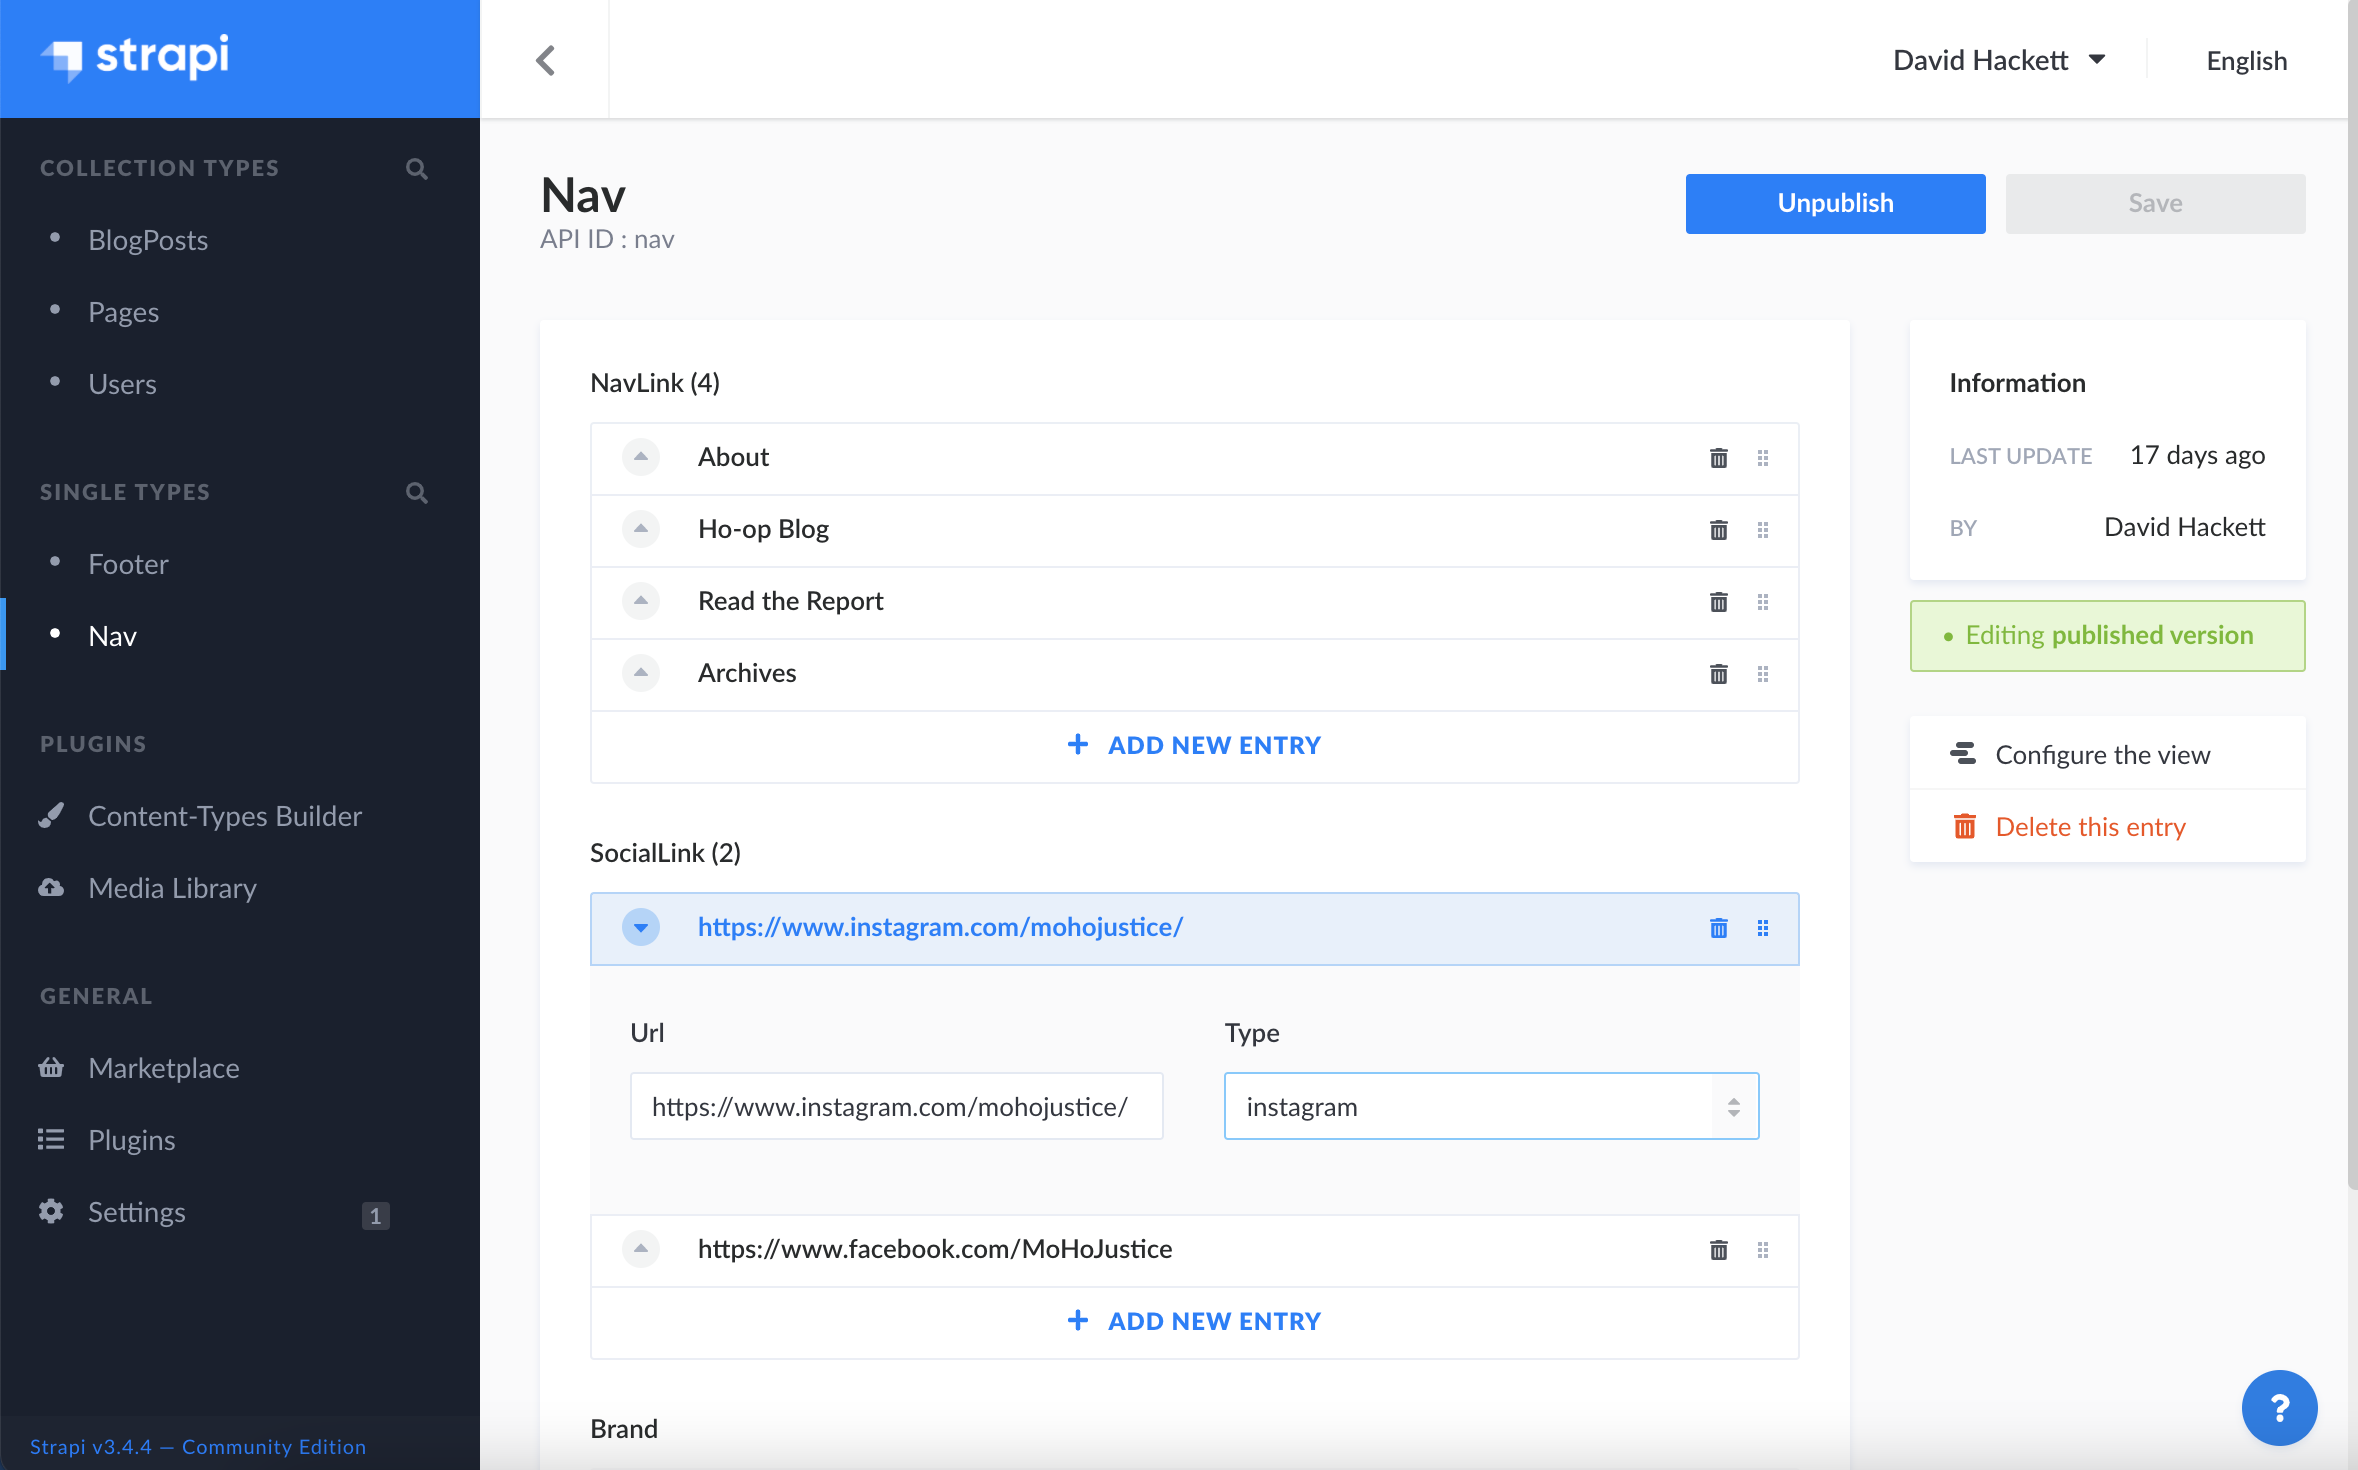 strapi
David Hackett
English
COLLECTION TYPES
BlogPosts
Pages
Users
SINGLE TYPES
Footer
Nav
PLUGINS
Content-Types Builder
Media Library
GENERAL
Marketplace
Plugins
Settings 1
Strapi v3.4.4 — Community Edition
Nav
API ID : nav
Unpublish
Save
NavLink (4)
About
Ho-op Blog
Read the Report
Archives
+ ADD NEW ENTRY
SocialLink (2)
https://www.instagram.com/mohojustice/
Url
Type
https://www.instagram.com/mohojustice/
instagram
https://www.facebook.com/MoHoJustice
+ ADD NEW ENTRY
Brand
Information
LAST UPDATE 17 days ago
BY David Hackett
• Editing published version
Configure the view
Delete this entry
?